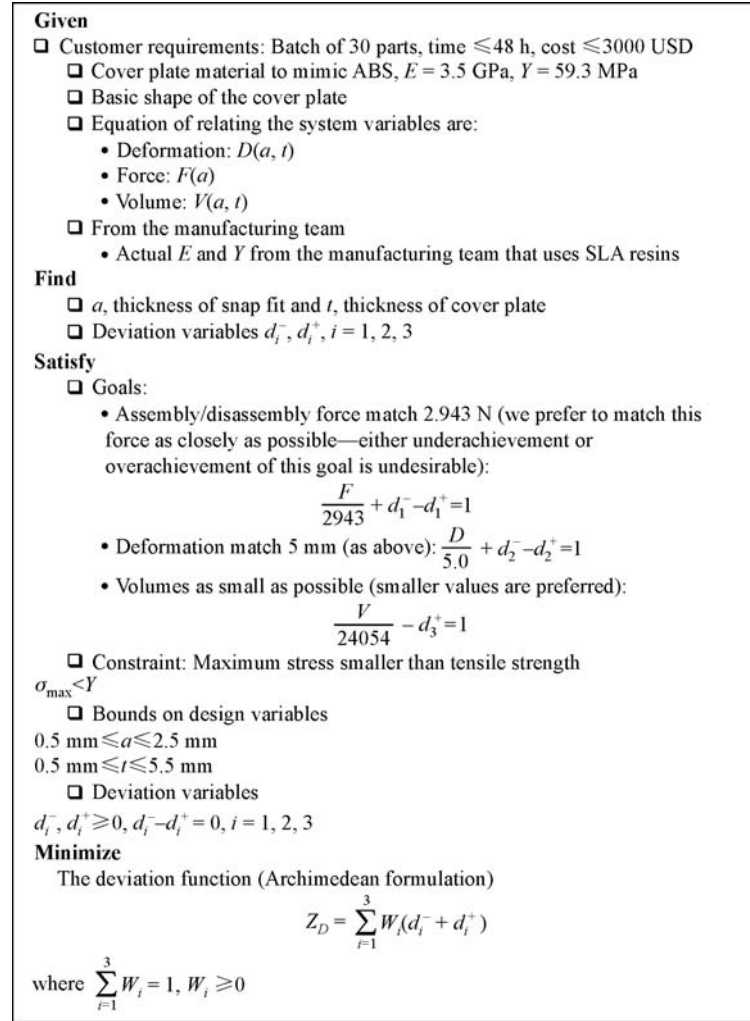 Given
❑ Customer requirements: Batch of 30 parts, time ⩽48 h, cost ⩽3000 USD
❑ Cover plate material to mimic ABS, E = 3.5 GPa, Y = 59.3 MPa
❑ Basic shape of the cover plate
❑ Equation of relating the system variables are:
• Deformation: D(a, t)
• Force: F(a)
• Volume: V(a, t)
❑ From the manufacturing team
• Actual E and Y from the manufacturing team that uses SLA resins
Find
❑ a, thickness of snap fit and t, thickness of cover plate
❑ Deviation variables d_i^-, d_i^+, i = 1, 2, 3
Satisfy
❑ Goals:
• Assembly/disassembly force match 2.943 N (we prefer to match this
force as closely as possible—either underachievement or
overachievement of this goal is undesirable):
F/2943 + d_1^- – d_1^+ = 1
• Deformation match 5 mm (as above): D/5.0 + d_2^- – d_2^+ = 1
• Volumes as small as possible (smaller values are preferred):
V/24054 – d_3^+ = 1
❑ Constraint: Maximum stress smaller than tensile strength
σ_max < Y
❑ Bounds on design variables
0.5 mm ⩽ a ⩽ 2.5 mm
0.5 mm ⩽ t ⩽ 5.5 mm
❑ Deviation variables
d_i^-, d_i^+ ⩾ 0, d_i^- – d_i^+ = 0, i = 1, 2, 3
Minimize
The deviation function (Archimedean formulation)
Z_D = ∑_{i=1}^{3} W_i(d_i^- + d_i^+)
where ∑_{i=1}^{3} W_i = 1, W_i ⩾ 0